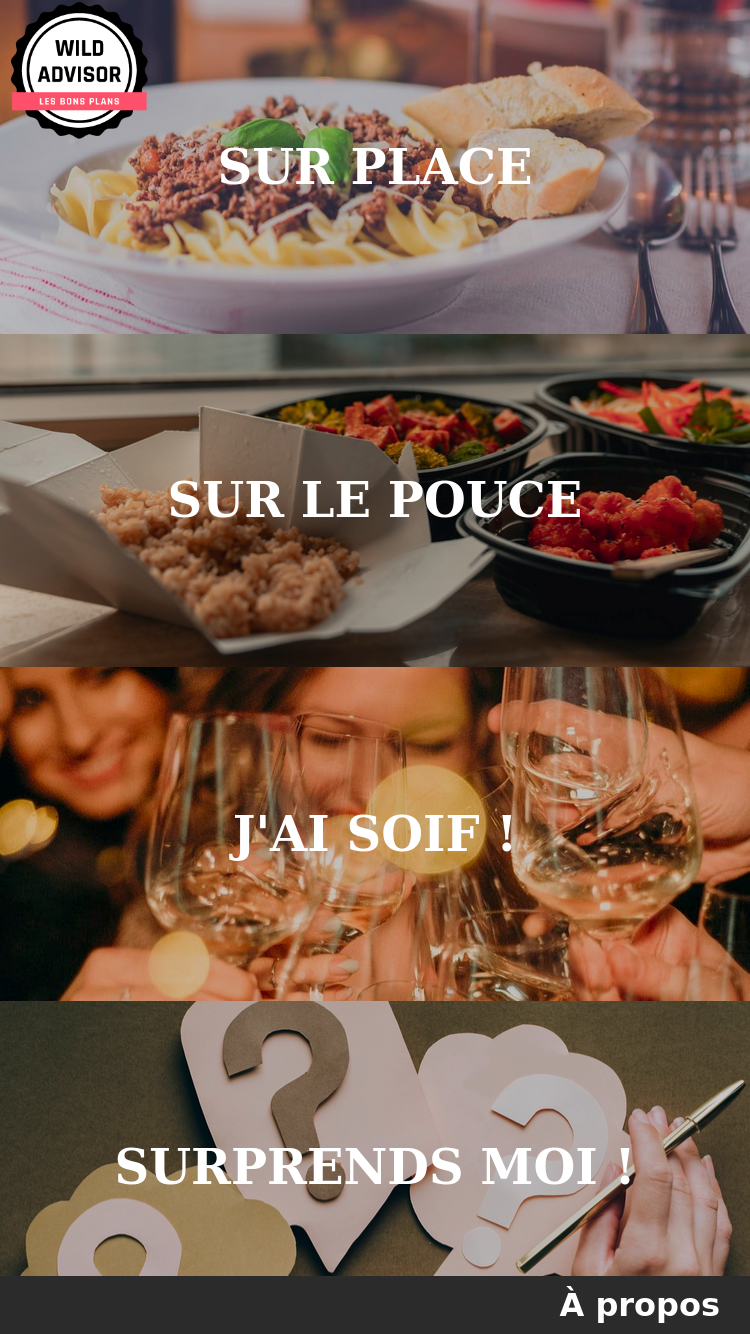 WILD
ADVISOR
LES BONS PLANS
SUR PLACE
SUR LE POUCE
J'AI SOIF !
SURPRENDS MOI !
À propos